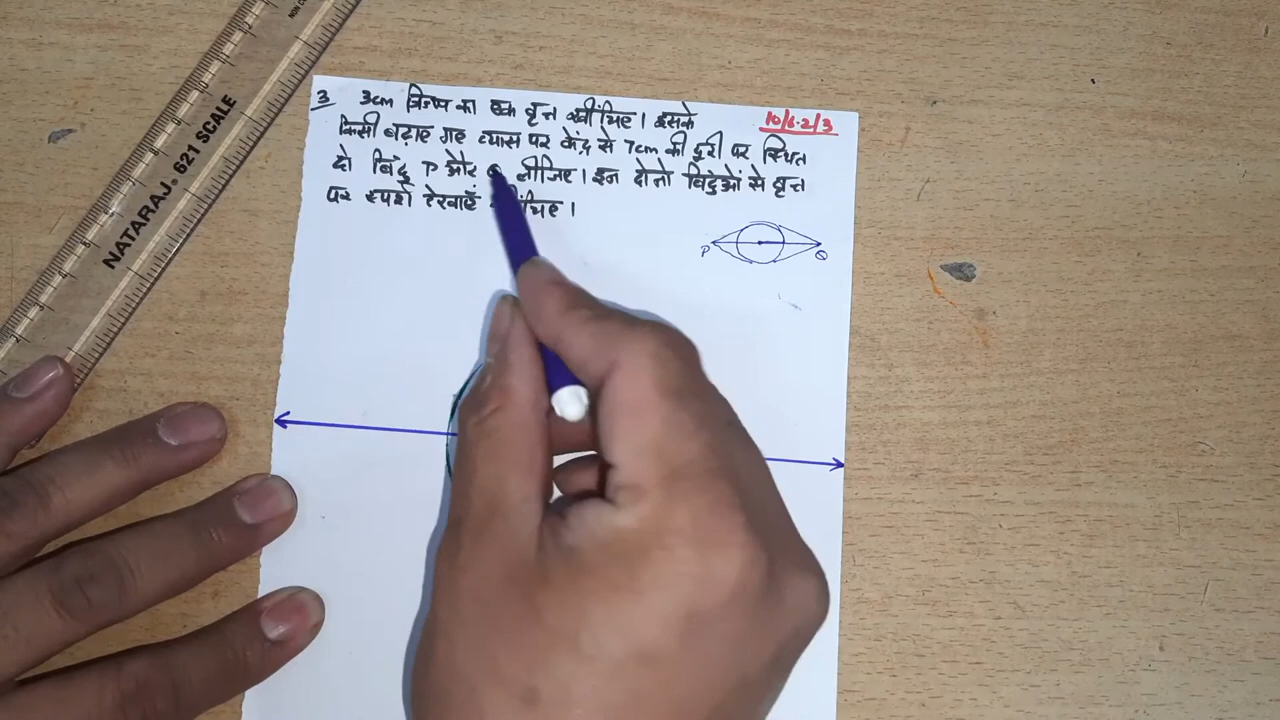 3 3cm त्रिज्या का एक वृत्त खींचिए। इसके
10/6.2/3
किसी बढ़ाए गए व्यास पर केंद्र से 7cm की दूरी पर स्थित
दो बिंदु P और लीजिए। इन दोनो बिंदुओं से वृत्त
पर स्पर्श रेखाएँ
P
Q
NATARAJ 621 SCALE